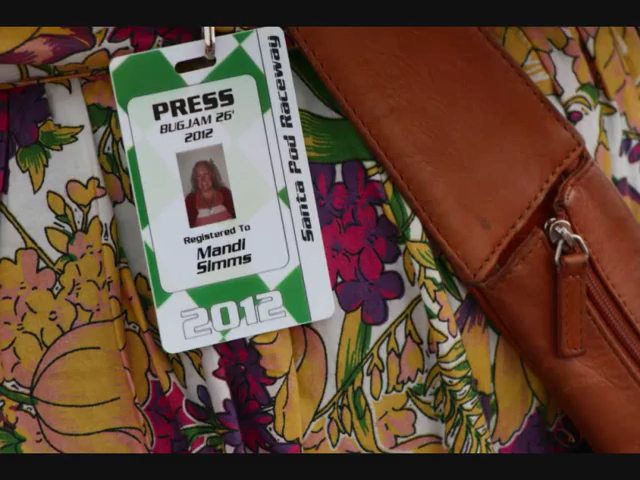 PRESS
BUGJAM 26'
2012
Registered To
Mandi
Simms
2012
Santa Pod Raceway